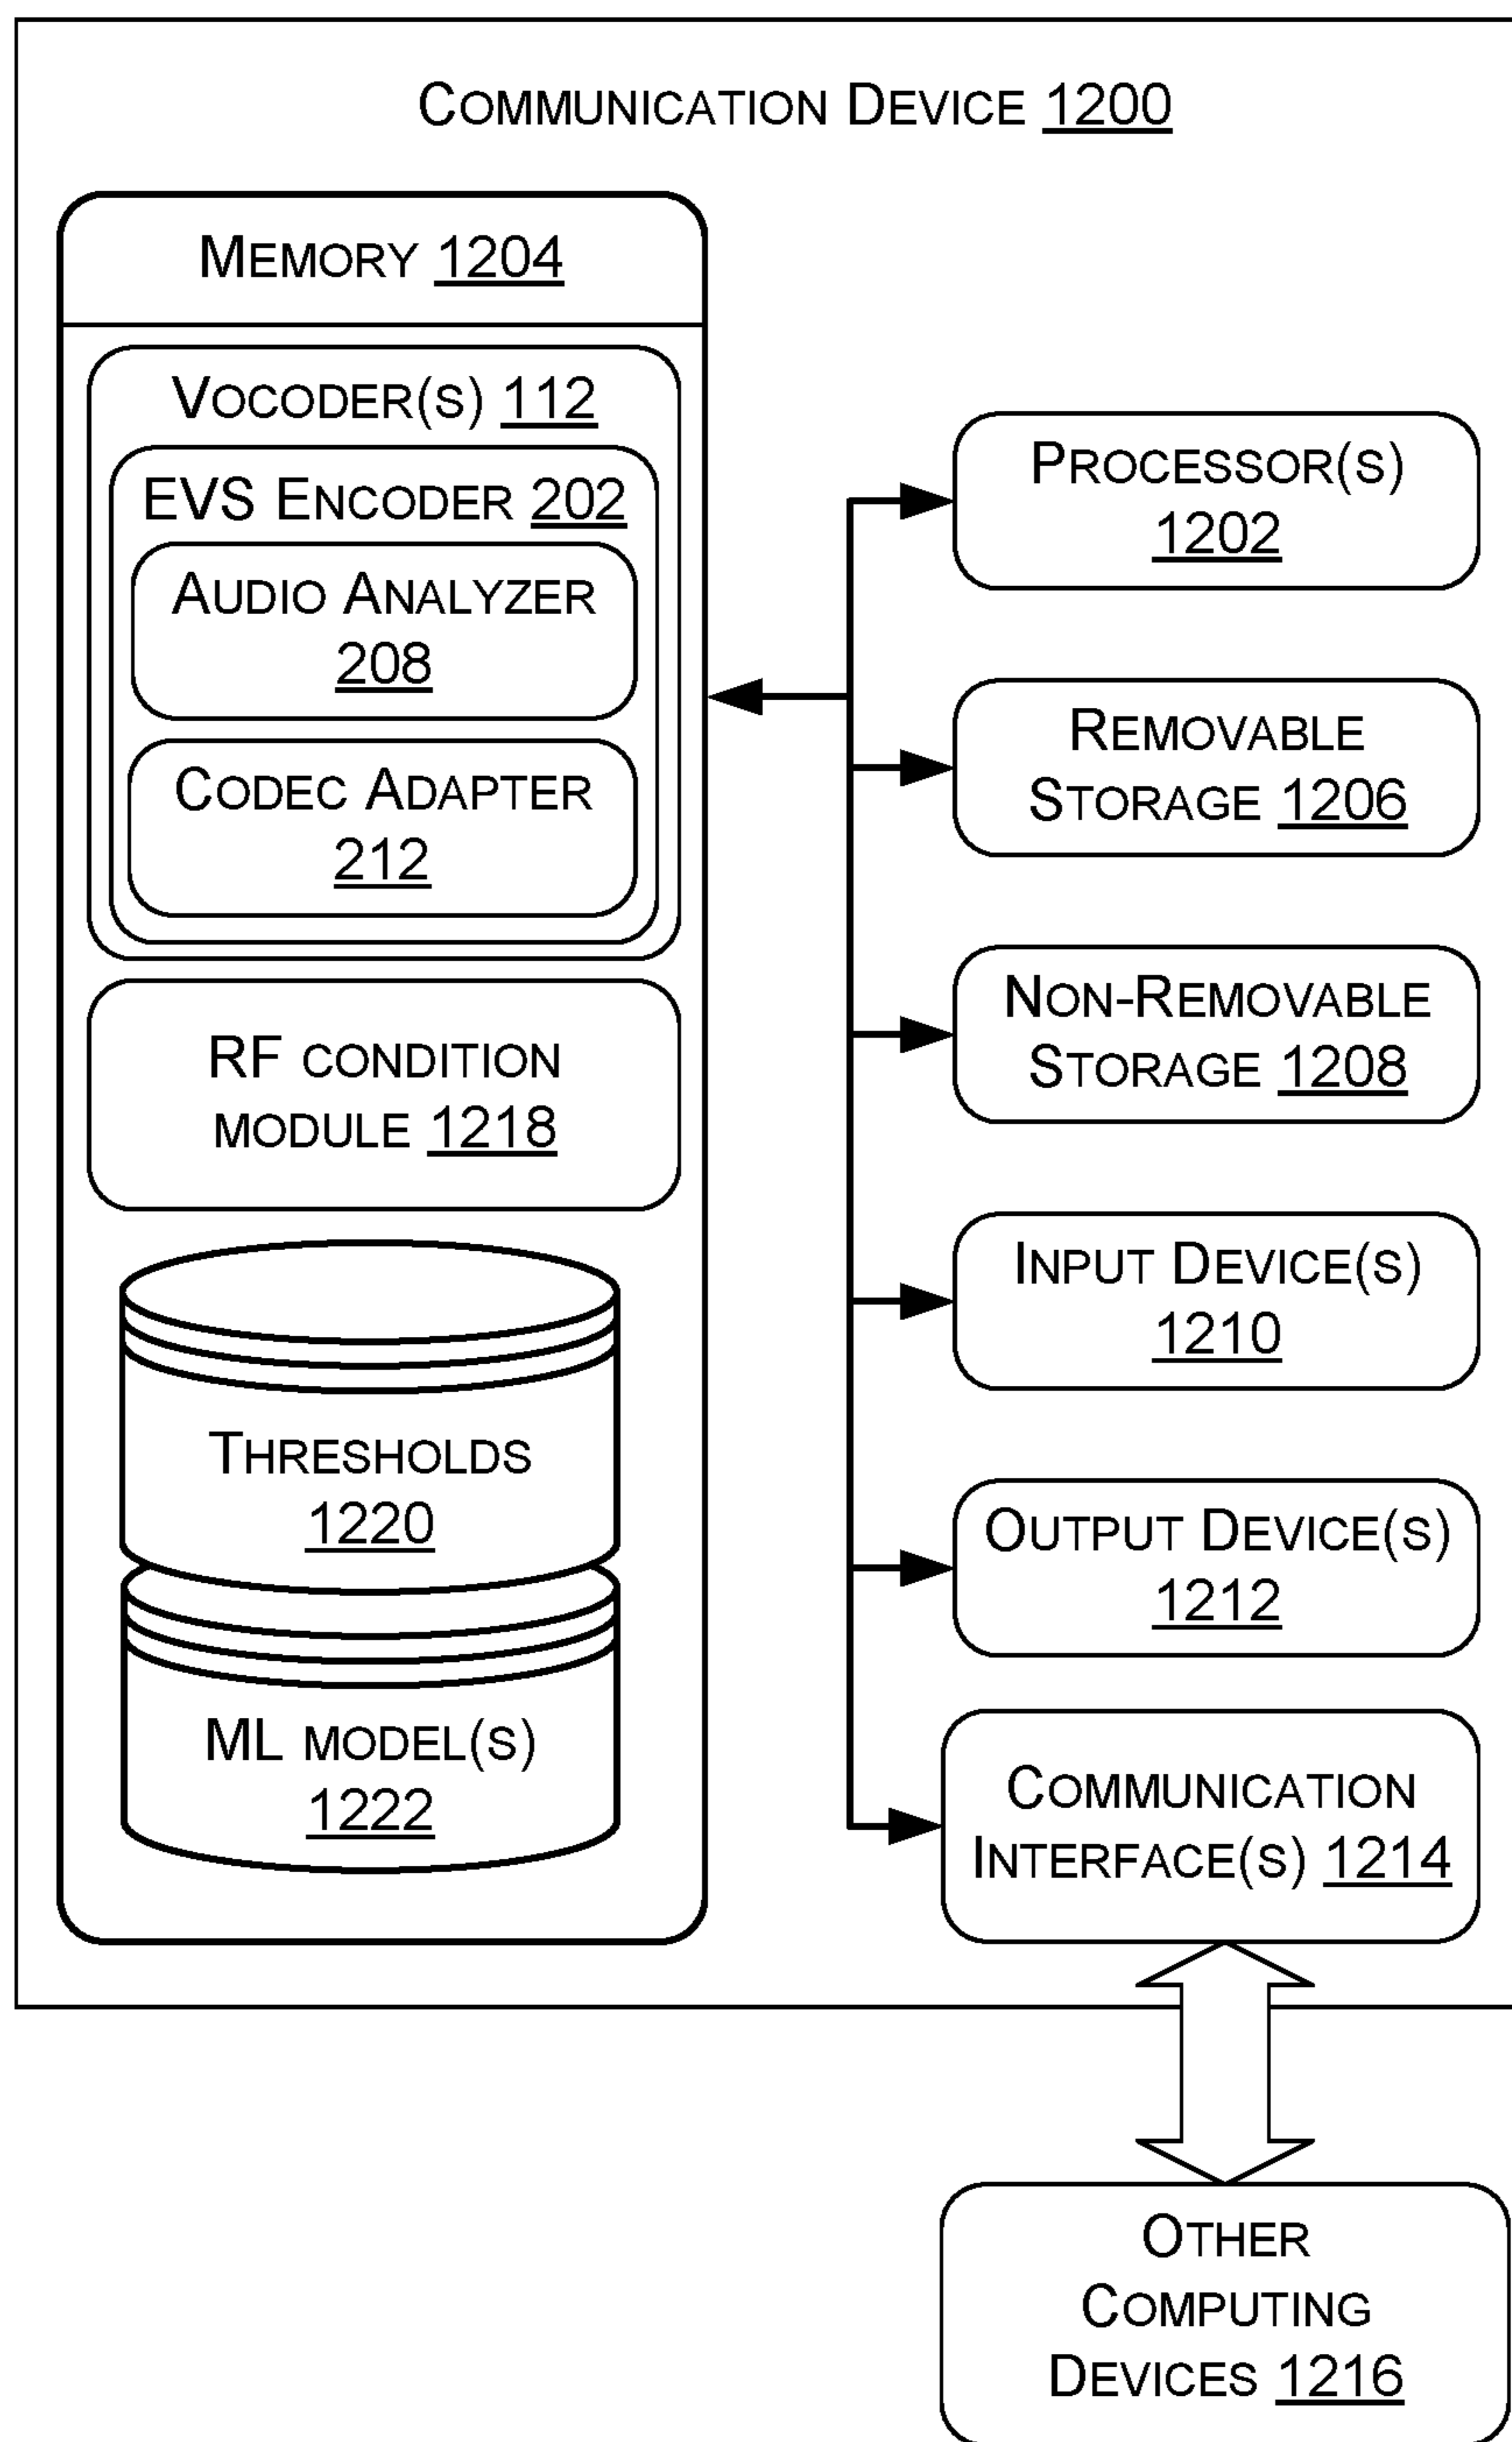 COMMUNICATION DEVICE 1200
MEMORY 1204
VOCODER(S) 112
EVS ENCODER 202
AUDIO ANALYZER
208
CODEC ADAPTER
212
RF CONDITION
MODULE 1218
THRESHOLDS
1220
ML MODEL(S)
1222
PROCESSOR(S)
1202
REMOVABLE
STORAGE 1206
NON-REMOVABLE
STORAGE 1208
INPUT DEVICE(S)
1210
OUTPUT DEVICE(S)
1212
COMMUNICATION
INTERFACE(S) 1214
OTHER
COMPUTING
DEVICES 1216